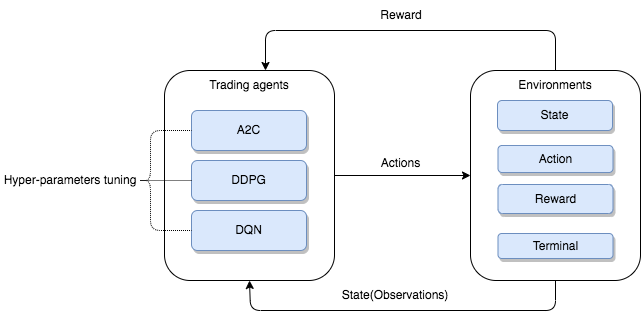 Reward
Trading agents
Environments
A2C
State
Action
Hyper-parameters tuning
DDPG
Actions
Reward
DQN
Terminal
State(Observations)